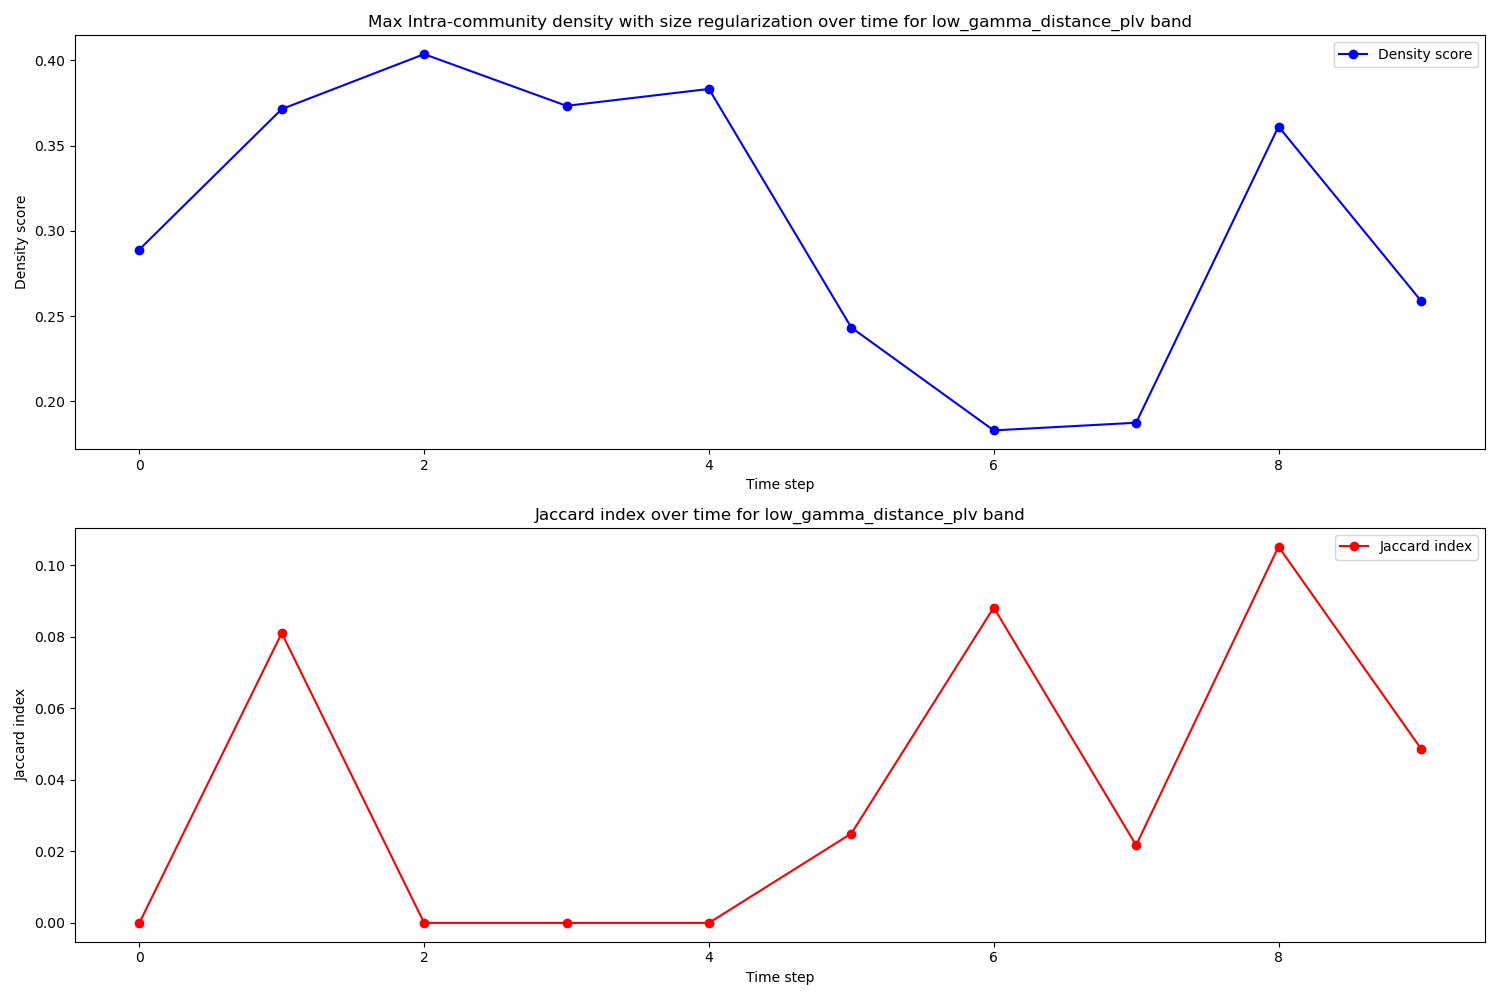 Max Intra-community density with size regularization over time for low_gamma_distance_plv band
Density score
0.40
0.35
0.30
0.25
0.20
Density score
0 2 4 6 8
Time step
Jaccard index over time for low_gamma_distance_plv band
Jaccard index
0.10
0.08
0.06
0.04
0.02
0.00
Jaccard index
0 2 4 6 8
Time step